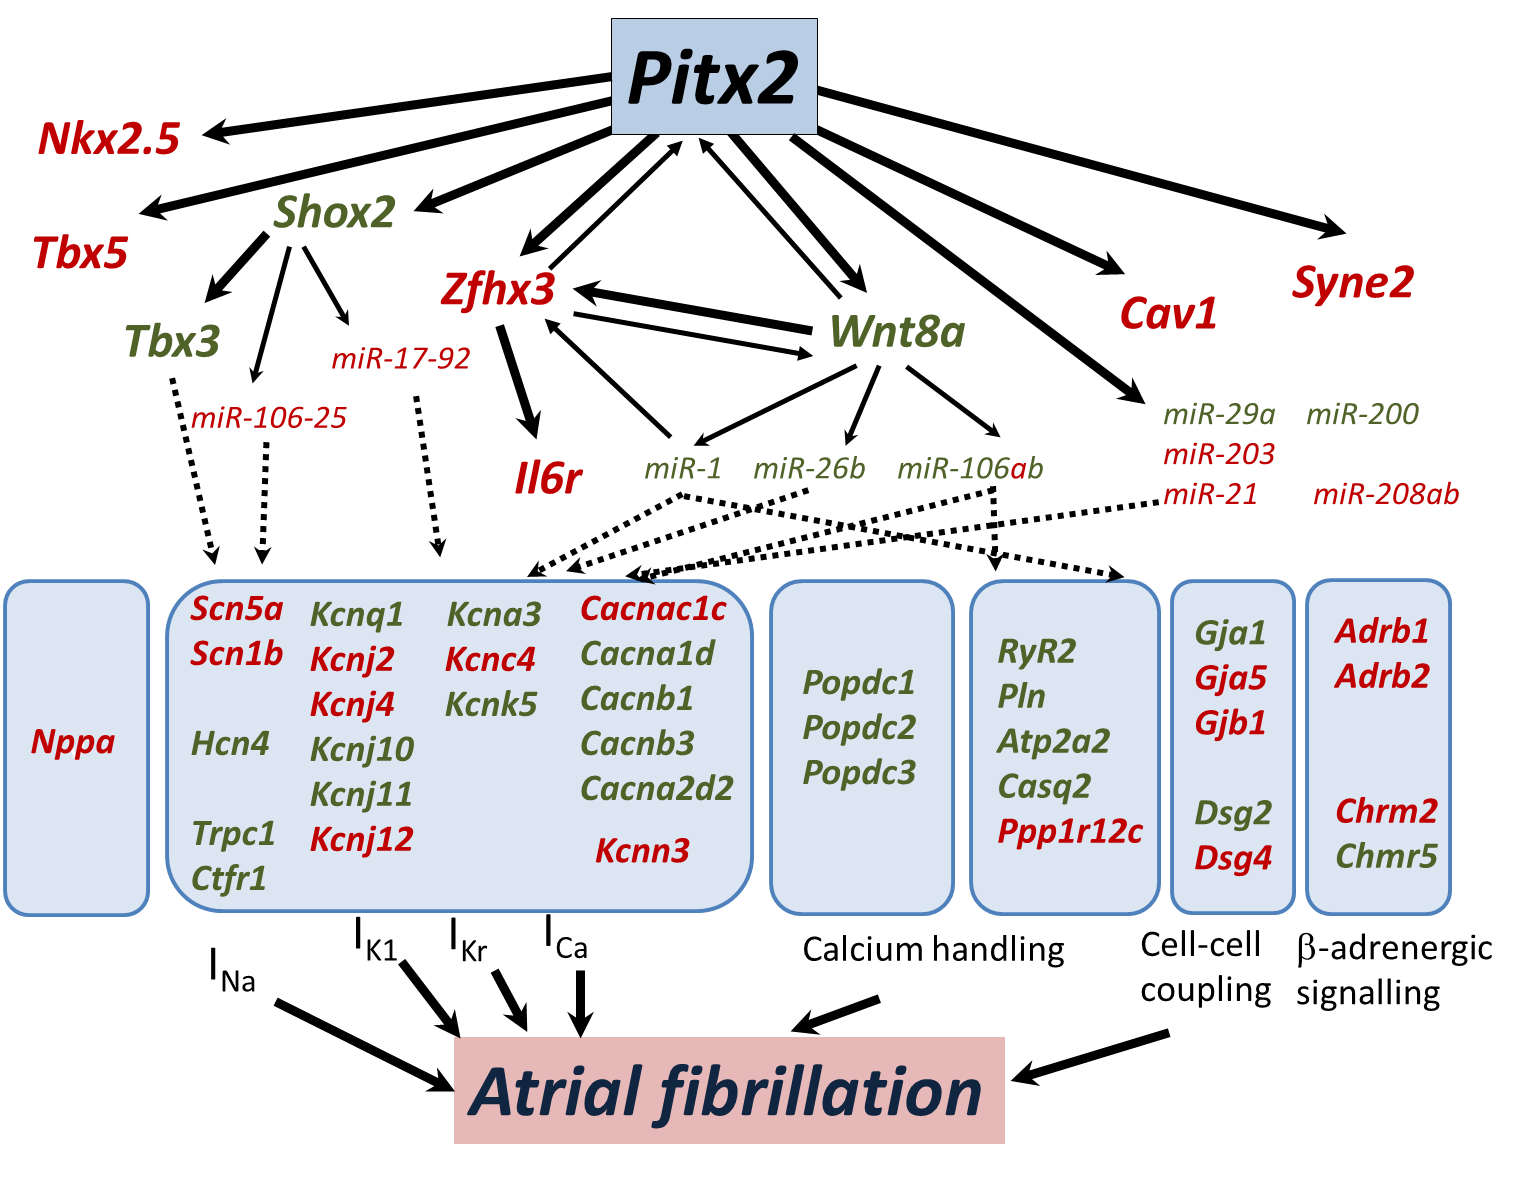 Pitx2
Nkx2.5
Tbx5
Shox2
Zfhx3
Wnt8a
Cav1
Syne2
Tbx3
miR-17-92
miR-106-25
Il6r
miR-1
miR-26b
miR-106ab
miR-29a miR-200
miR-203
miR-21 miR-208ab
Nppa
Scn5a
Scn1b
Hcn4
Trpc1
Ctfr1
Kcnq1
Kcnj2
Kcnj4
Kcnj10
Kcnj11
Kcnj12
Kcna3
Kcnc4
Kcnk5
Cacnac1c
Cacna1d
Cacnb1
Cacnb3
Cacna2d2
Kcnn3
Popdc1
Popdc2
Popdc3
RyR2
Pln
Atp2a2
Casq2
Ppp1r12c
Gja1
Gja5
Gjb1
Dsg2
Dsg4
Adrb1
Adrb2
Chrm2
Chmr5
INa
IK1
IKr
ICa
Calcium handling
Cell-cell
coupling
β-adrenergic
signalling
Atrial fibrillation